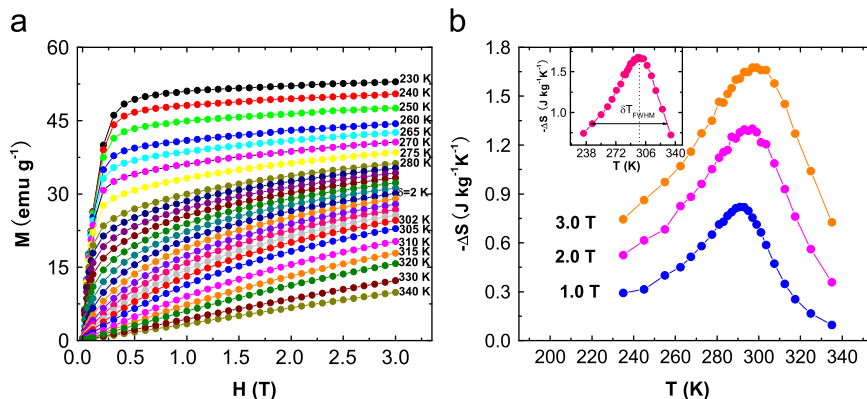 a
60
45
30
15
0
M (emu g⁻¹)
230 K
240 K
250 K
260 K
265 K
270 K
275 K
280 K
δ=2 K
302 K
305 K
310 K
315 K
320 K
330 K
340 K
0.0 0.5 1.0 1.5 2.0 2.5 3.0
H (T)
b
1.8
1.5
1.2
0.9
0.6
0.3
0.0
-ΔS (J kg⁻¹K⁻¹)
1.5
1.0
-ΔS (J kg⁻¹K⁻¹)
δT_FWHM
238 272 306 340
T (K)
3.0 T
2.0 T
1.0 T
200 220 240 260 280 300 320 340
T (K)